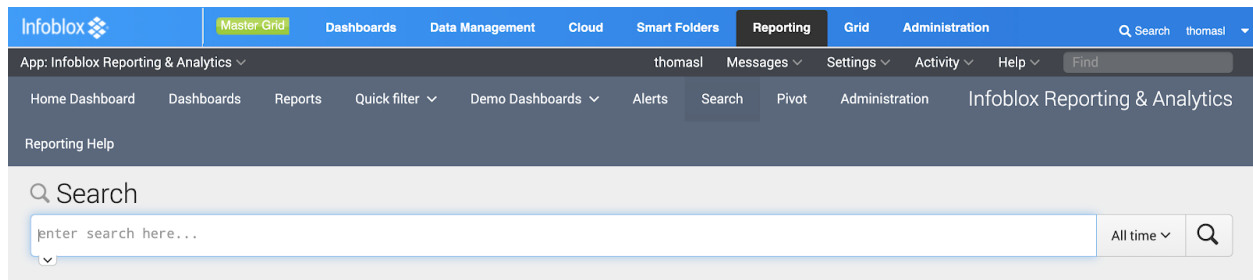 Infoblox Master Grid Dashboards Data Management Cloud Smart Folders Reporting Grid Administration Search thomasl
App: Infoblox Reporting & Analytics thomasl Messages Settings Activity Help Find
Home Dashboard Dashboards Reports Quick filter Demo Dashboards Alerts Search Pivot Administration Infoblox Reporting & Analytics
Reporting Help
Search
enter search here... All time